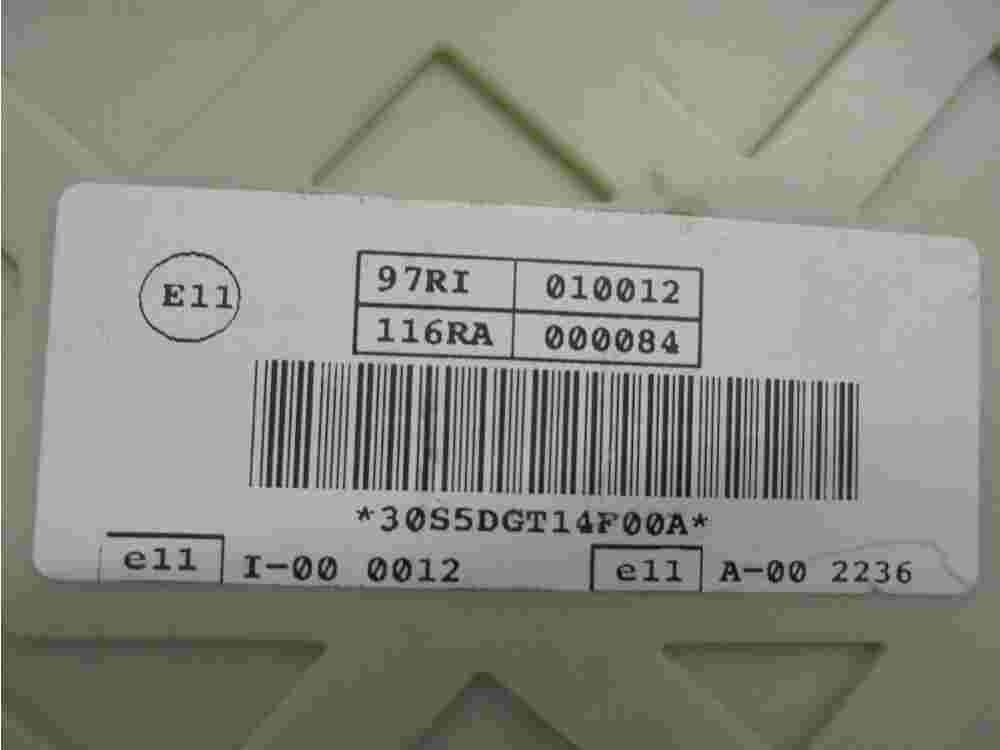 E11
97RI 010012
116RA 000084
*30S5DGT14F00A*
e11 I-00 0012 e11 A-00 2236